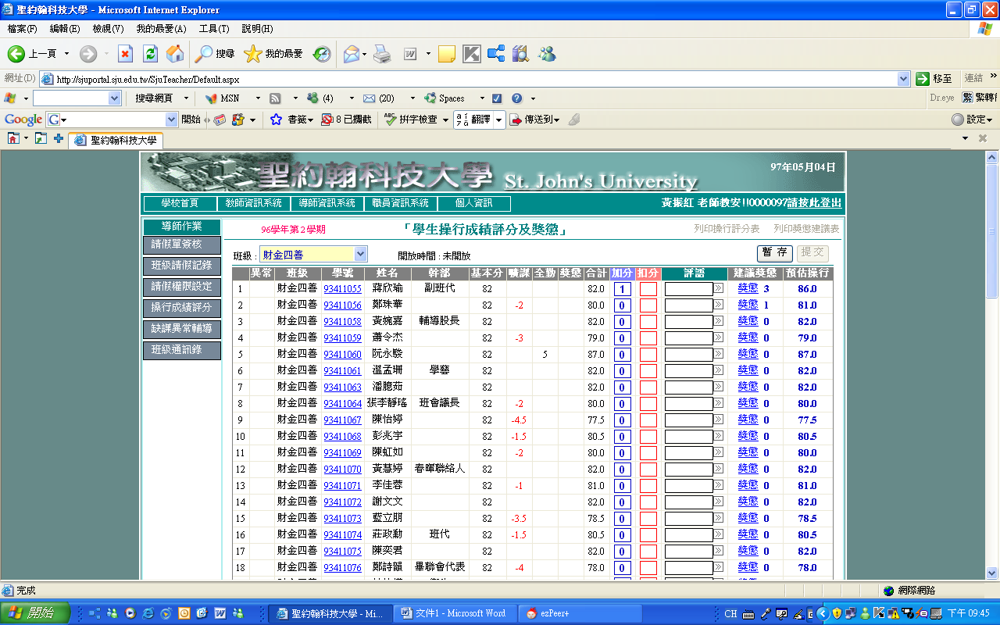 聖約翰科技大學 - Microsoft Internet Explorer
檔案(F) 編輯(E) 檢視(V) 我的最愛(A) 工具(T) 說明(H)
上一頁 搜尋 我的最愛
網址(D) http://sjuportal.sju.edu.tw/SjuTeacher/Default.aspx 移至 連結 »
搜尋網頁 MSN (4) (20) Spaces Dr.eye 繁 繁轉簡
Google G 開始 書籤 8 已攔截 拼字檢查 翻譯 傳送到 設定
聖約翰科技大學
聖約翰科技大學 St. John's University 97年05月04日
學校首頁 教師資訊系統 導師資訊系統 職員資訊系統 個人資訊 黃振紅 老師教安!!0000097請按此登出
導師作業
請假單簽核
班級請假記錄
請假權限設定
操行成績評分
缺課異常輔導
班級通訊錄
96學年第2學期 「學生操行成績評分及獎懲」 列印操行評分表 列印獎懲建議表
班級 : 財金四善 開放時間 : 未開放 暫 存 提 交
異常 班級 學號 姓名 幹部 基本分 曠課 全勤 獎懲 合計 加分 扣分 評語 建議獎懲 預估操行
1 財金四善 93411055 蔣欣瑜 副班代 82 82.0 1 獎懲 3 86.0
2 財金四善 93411056 鄭珠華 82 -2 80.0 0 獎懲 1 81.0
3 財金四善 93411058 黃婉嘉 輔導股長 82 82.0 0 獎懲 0 82.0
4 財金四善 93411059 蕭令杰 82 -3 79.0 0 獎懲 0 79.0
5 財金四善 93411060 阮永駿 82 5 87.0 0 獎懲 0 87.0
6 財金四善 93411061 溫孟珊 學藝 82 82.0 0 獎懲 0 82.0
7 財金四善 93411063 潘臆茹 82 82.0 0 獎懲 0 82.0
8 財金四善 93411064 張李靜瑤 班會議長 82 -2 80.0 0 獎懲 0 80.0
9 財金四善 93411067 陳怡婷 82 -4.5 77.5 0 獎懲 0 77.5
10 財金四善 93411068 彭兆宇 82 -1.5 80.5 0 獎懲 0 80.5
11 財金四善 93411069 陳虹如 82 -2 80.0 0 獎懲 0 80.0
12 財金四善 93411070 黃慧婷 春暉聯絡人 82 82.0 0 獎懲 0 82.0
13 財金四善 93411071 李佳蓉 82 -1 81.0 0 獎懲 0 81.0
14 財金四善 93411072 謝文文 82 82.0 0 獎懲 0 82.0
15 財金四善 93411073 藍立朋 82 -3.5 78.5 0 獎懲 0 78.5
16 財金四善 93411074 莊政勳 班代 82 -1.5 80.5 0 獎懲 0 80.5
17 財金四善 93411075 陳奕君 82 82.0 0 獎懲 0 82.0
18 財金四善 93411076 鄭詩韻 畢聯會代表 82 -4 78.0 0 獎懲 0 78.0
完成 網際網路
開始 聖約翰科技大學 - Mi... 文件1 - Microsoft Word ezPeer+ CH 下午 09:45